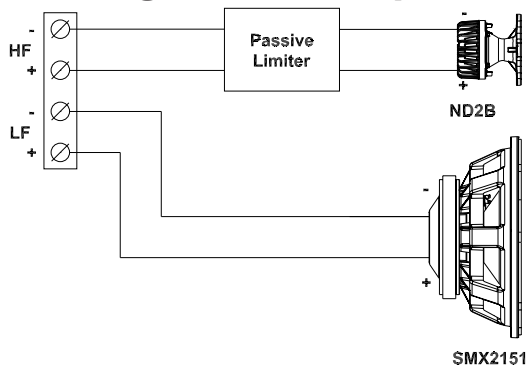 -
HF
+
-
LF
+
Passive
Limiter
-
+
ND2B
-
+
SMX2151